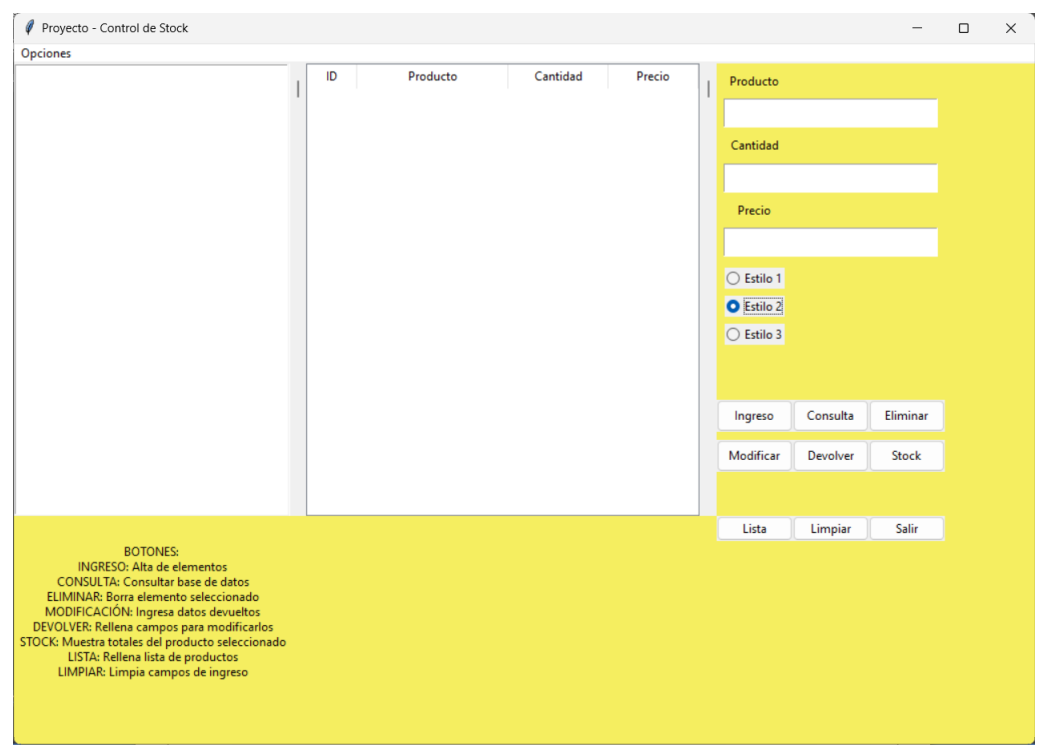 Proyecto - Control de Stock
Opciones
ID Producto Cantidad Precio
Producto
Cantidad
Precio
Estilo 1
Estilo 2
Estilo 3
Ingreso Consulta Eliminar
Modificar Devolver Stock
Lista Limpiar Salir
BOTONES:
INGRESO: Alta de elementos
CONSULTA: Consultar base de datos
ELIMINAR: Borra elemento seleccionado
MODIFICACIÓN: Ingresa datos devueltos
DEVOLVER: Rellena campos para modificarlos
STOCK: Muestra totales del producto seleccionado
LISTA: Rellena lista de productos
LIMPIAR: Limpia campos de ingreso